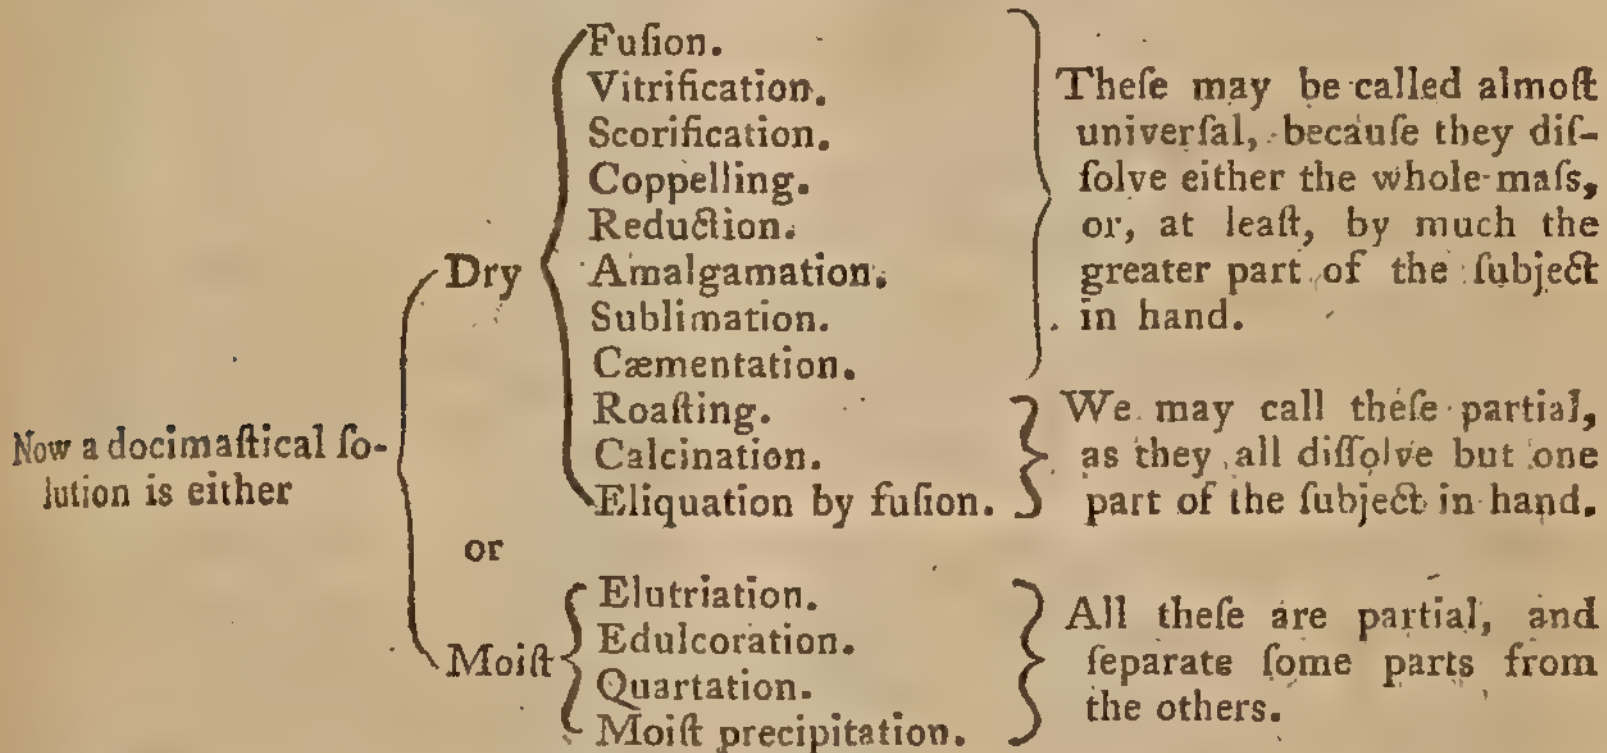 Fuſion.
Vitrification.
Scorification.
Coppelling.
Reduction.
Amalgamation.
Sublimation.
Cæmentation.
Theſe may be called almoſt
univerſal, becauſe they diſ-
ſolve either the whole maſs,
or, at leaſt, by much the
greater part of the ſubject
in hand.
Dry
Roaſting.
Calcination.
Eliquation by fuſion.
We may call theſe partial,
as they all diſſolve but one
part of the ſubject in hand.
Now a docimaſtical ſo-
lution is either
or
Moiſt
Elutriation.
Edulcoration.
Quartation.
Moiſt precipitation.
All theſe are partial, and
ſeparate ſome parts from
the others.